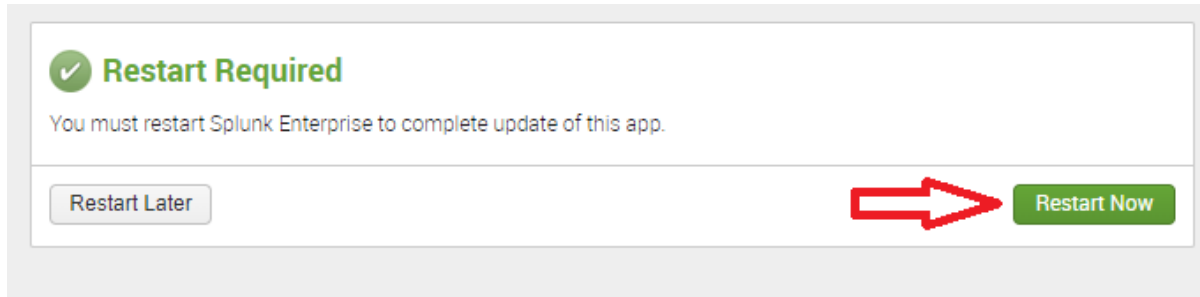 Restart Required
You must restart Splunk Enterprise to complete update of this app.
Restart Later
Restart Now